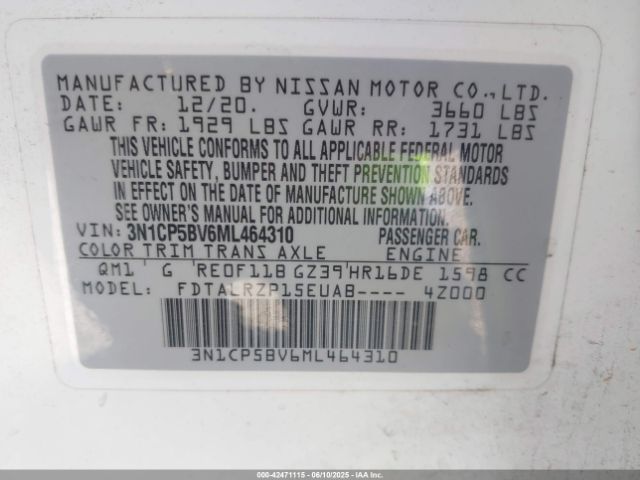 MANUFACTURED BY NISSAN MOTOR CO., LTD.
DATE: 12/20. GVWR: 3660 LBS
GAWR FR: 1929 LBS GAWR RR: 1731 LBS
THIS VEHICLE CONFORMS TO ALL APPLICABLE FEDERAL MOTOR
VEHICLE SAFETY, BUMPER AND THEFT PREVENTION STANDARDS
IN EFFECT ON THE DATE OF MANUFACTURE SHOWN ABOVE.
SEE OWNER'S MANUAL FOR ADDITIONAL INFORMATION.
VIN: 3N1CP5BV6ML464310 PASSENGER CAR.
COLOR TRIM TRANS AXLE ENGINE
QM1 G RE0F11B GZ39 HR16DE 1598 CC
MODEL: FDTALRZP15EUAB---- 4Z000
3N1CP5BV6ML464310
000-42471115 - 06/10/2025 - IAAI.COM